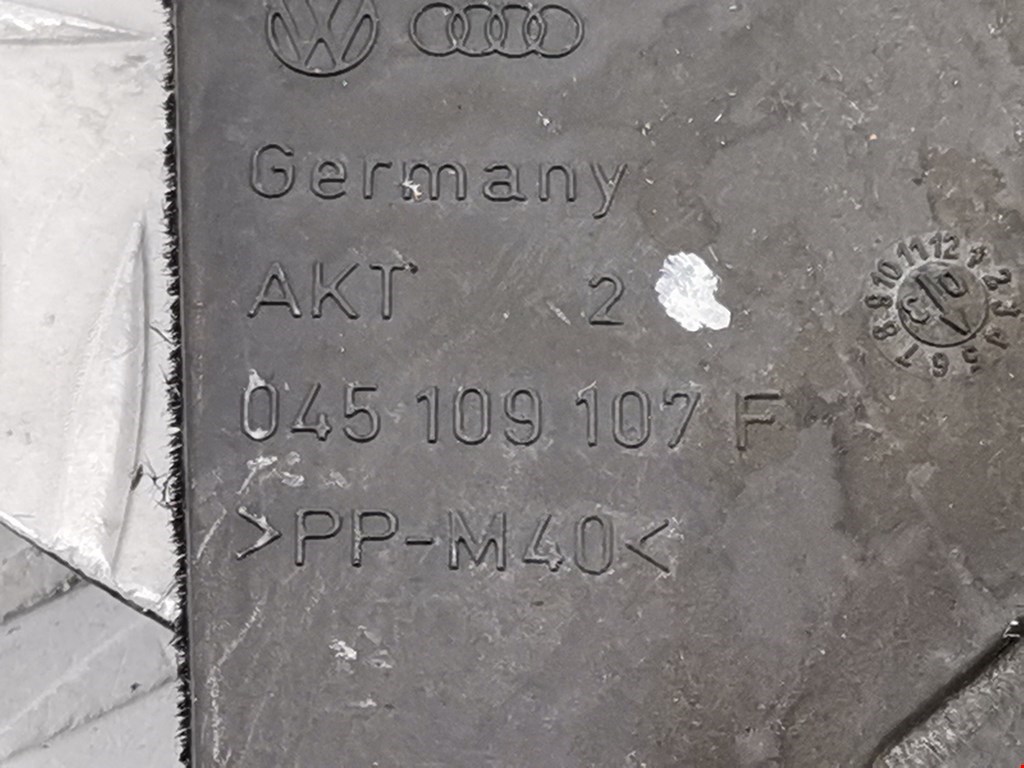 Germany
AKT 2
045 109 107 F
>PP-M40<